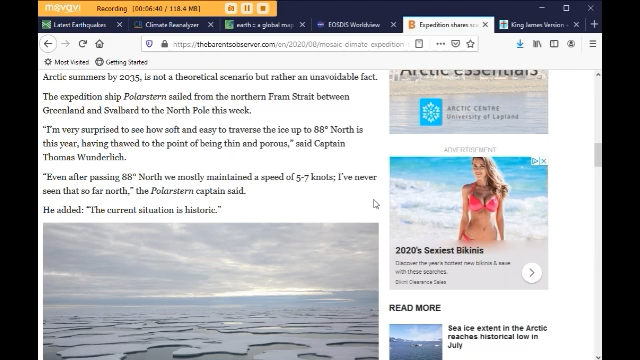 movavi
00:06:40 / 118.4 MB
Latest Earthquakes
Climate Reanalyzer
earth :: a global map
EOSDIS Worldview
Expedition shares
King James Version
https://thebarentsobserver.com/en/2020/08/mosaic-climate-expedition
Most Visited
Getting Started
Arctic summers by 2035, is not a theoretical scenario but rather an unavoidable fact.
The expedition ship Polarstern sailed from the northern Fram Strait between
Greenland and Svalbard to the North Pole this week.
“I'm very surprised to see how soft and easy to traverse the ice up to 88° North is
this year, having thawed to the point of being thin and porous,” said Captain
Thomas Wunderlich.
“Even after passing 88° North we mostly maintained a speed of 5-7 knots; I've never
seen that so far north,” the Polarstern captain said.
He added: “The current situation is historic.”
Arctic essentials
ARCTIC CENTRE
University of Lapland
2020's Sexiest Bikinis
Discover the year's hottest new bikinis & save
with these searches.
Bikini Clearance Sales
READ MORE
Sea ice extent in the Arctic
reaches historical low in
July